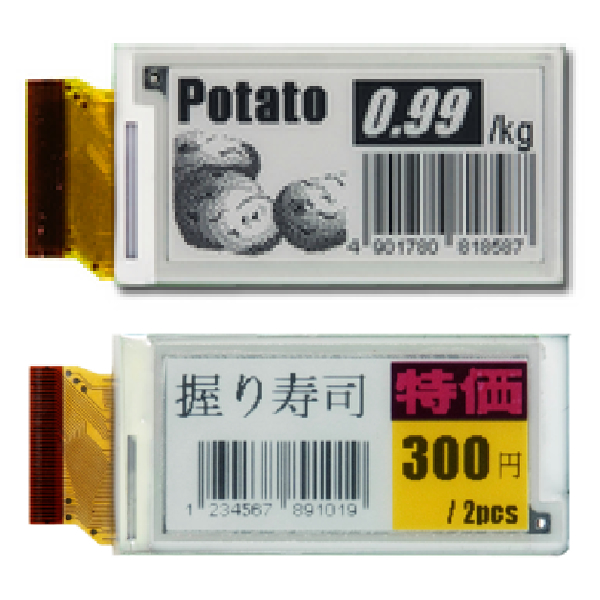 Potato 0.99 /kg
4 901780 818587
握り寿司 特価
300円
/ 2pcs
1 234567 891019